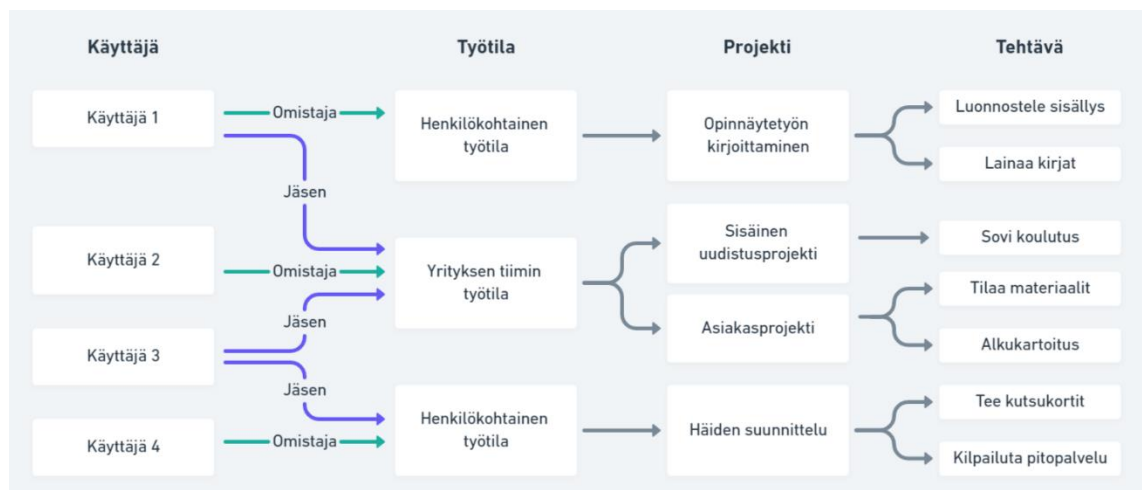 Käyttäjä
Työtila
Projekti
Tehtävä
Käyttäjä 1
Omistaja
Henkilökohtainen
työtila
Opinnäytetyön
kirjoittaminen
Luonnostele sisällys
Lainaa kirjat
Jäsen
Käyttäjä 2
Omistaja
Yrityksen tiimin
työtila
Sisäinen
uudistusprojekti
Sovi koulutus
Tilaa materiaalit
Jäsen
Asiakasprojekti
Alkukartoitus
Käyttäjä 3
Jäsen
Henkilökohtainen
työtila
Häiden suunnittelu
Tee kutsukortit
Käyttäjä 4
Omistaja
Kilpailuta pitopalvelu